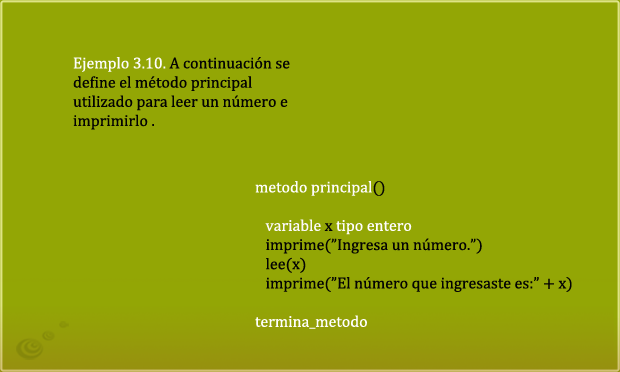 Ejemplo 3.10. A continuación se
define el método principal
utilizado para leer un número e
imprimirlo .
metodo principal()
variable x tipo entero
imprime(”Ingresa un número.”)
lee(x)
imprime(”El número que ingresaste es:” + x)
termina_metodo